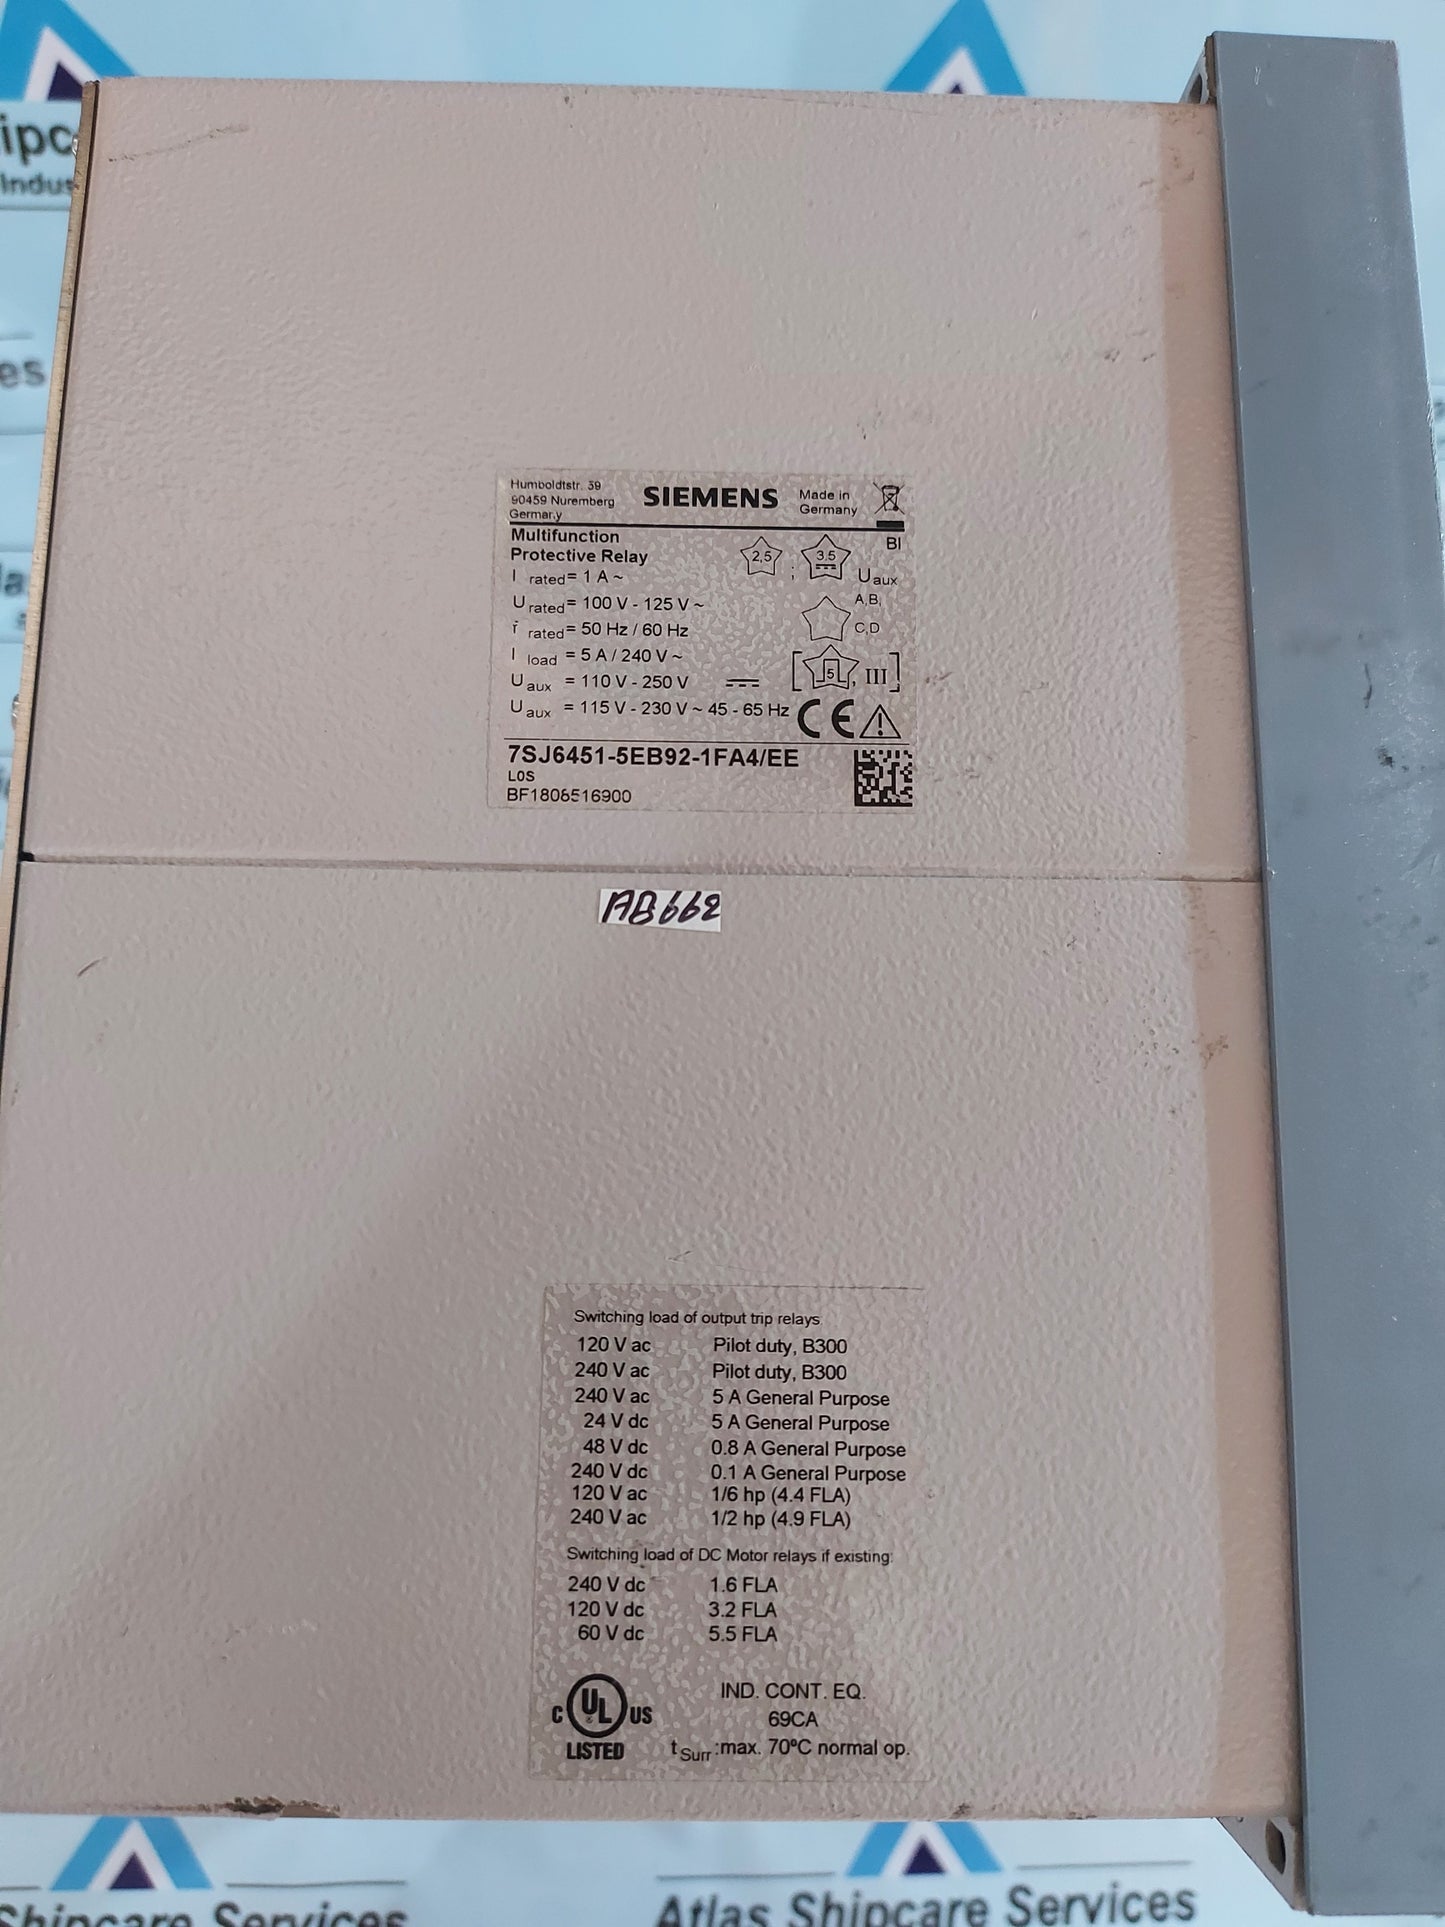 ipc
Indus
es
Humboldtstr. 39
90459 Nuremberg
Germany
SIEMENS
Made in
Germany
Multifunction
Protective Relay
2,5 ; 3.5
BI
Uaux
I rated = 1 A ~
U rated = 100 V - 125 V ~
A,B,
C,D
f rated = 50 Hz / 60 Hz
I load = 5 A / 240 V ~
[5, III]
U aux = 110 V - 250 V
U aux = 115 V - 230 V ~ 45 - 65 Hz
CE
7SJ6451-5EB92-1FA4/EE
L0S
BF1808516900
AB662
Switching load of output trip relays
120 V ac Pilot duty, B300
240 V ac Pilot duty, B300
240 V ac 5 A General Purpose
24 V dc 5 A General Purpose
48 V dc 0.8 A General Purpose
240 V dc 0.1 A General Purpose
120 V ac 1/6 hp (4.4 FLA)
240 V ac 1/2 hp (4.9 FLA)
Switching load of DC Motor relays if existing:
240 V dc 1.6 FLA
120 V dc 3.2 FLA
60 V dc 5.5 FLA
C UL US
LISTED
IND. CONT. EQ.
69CA
t Surr :max. 70°C normal op.
Shipcare Services
Atlas Shipcare Services